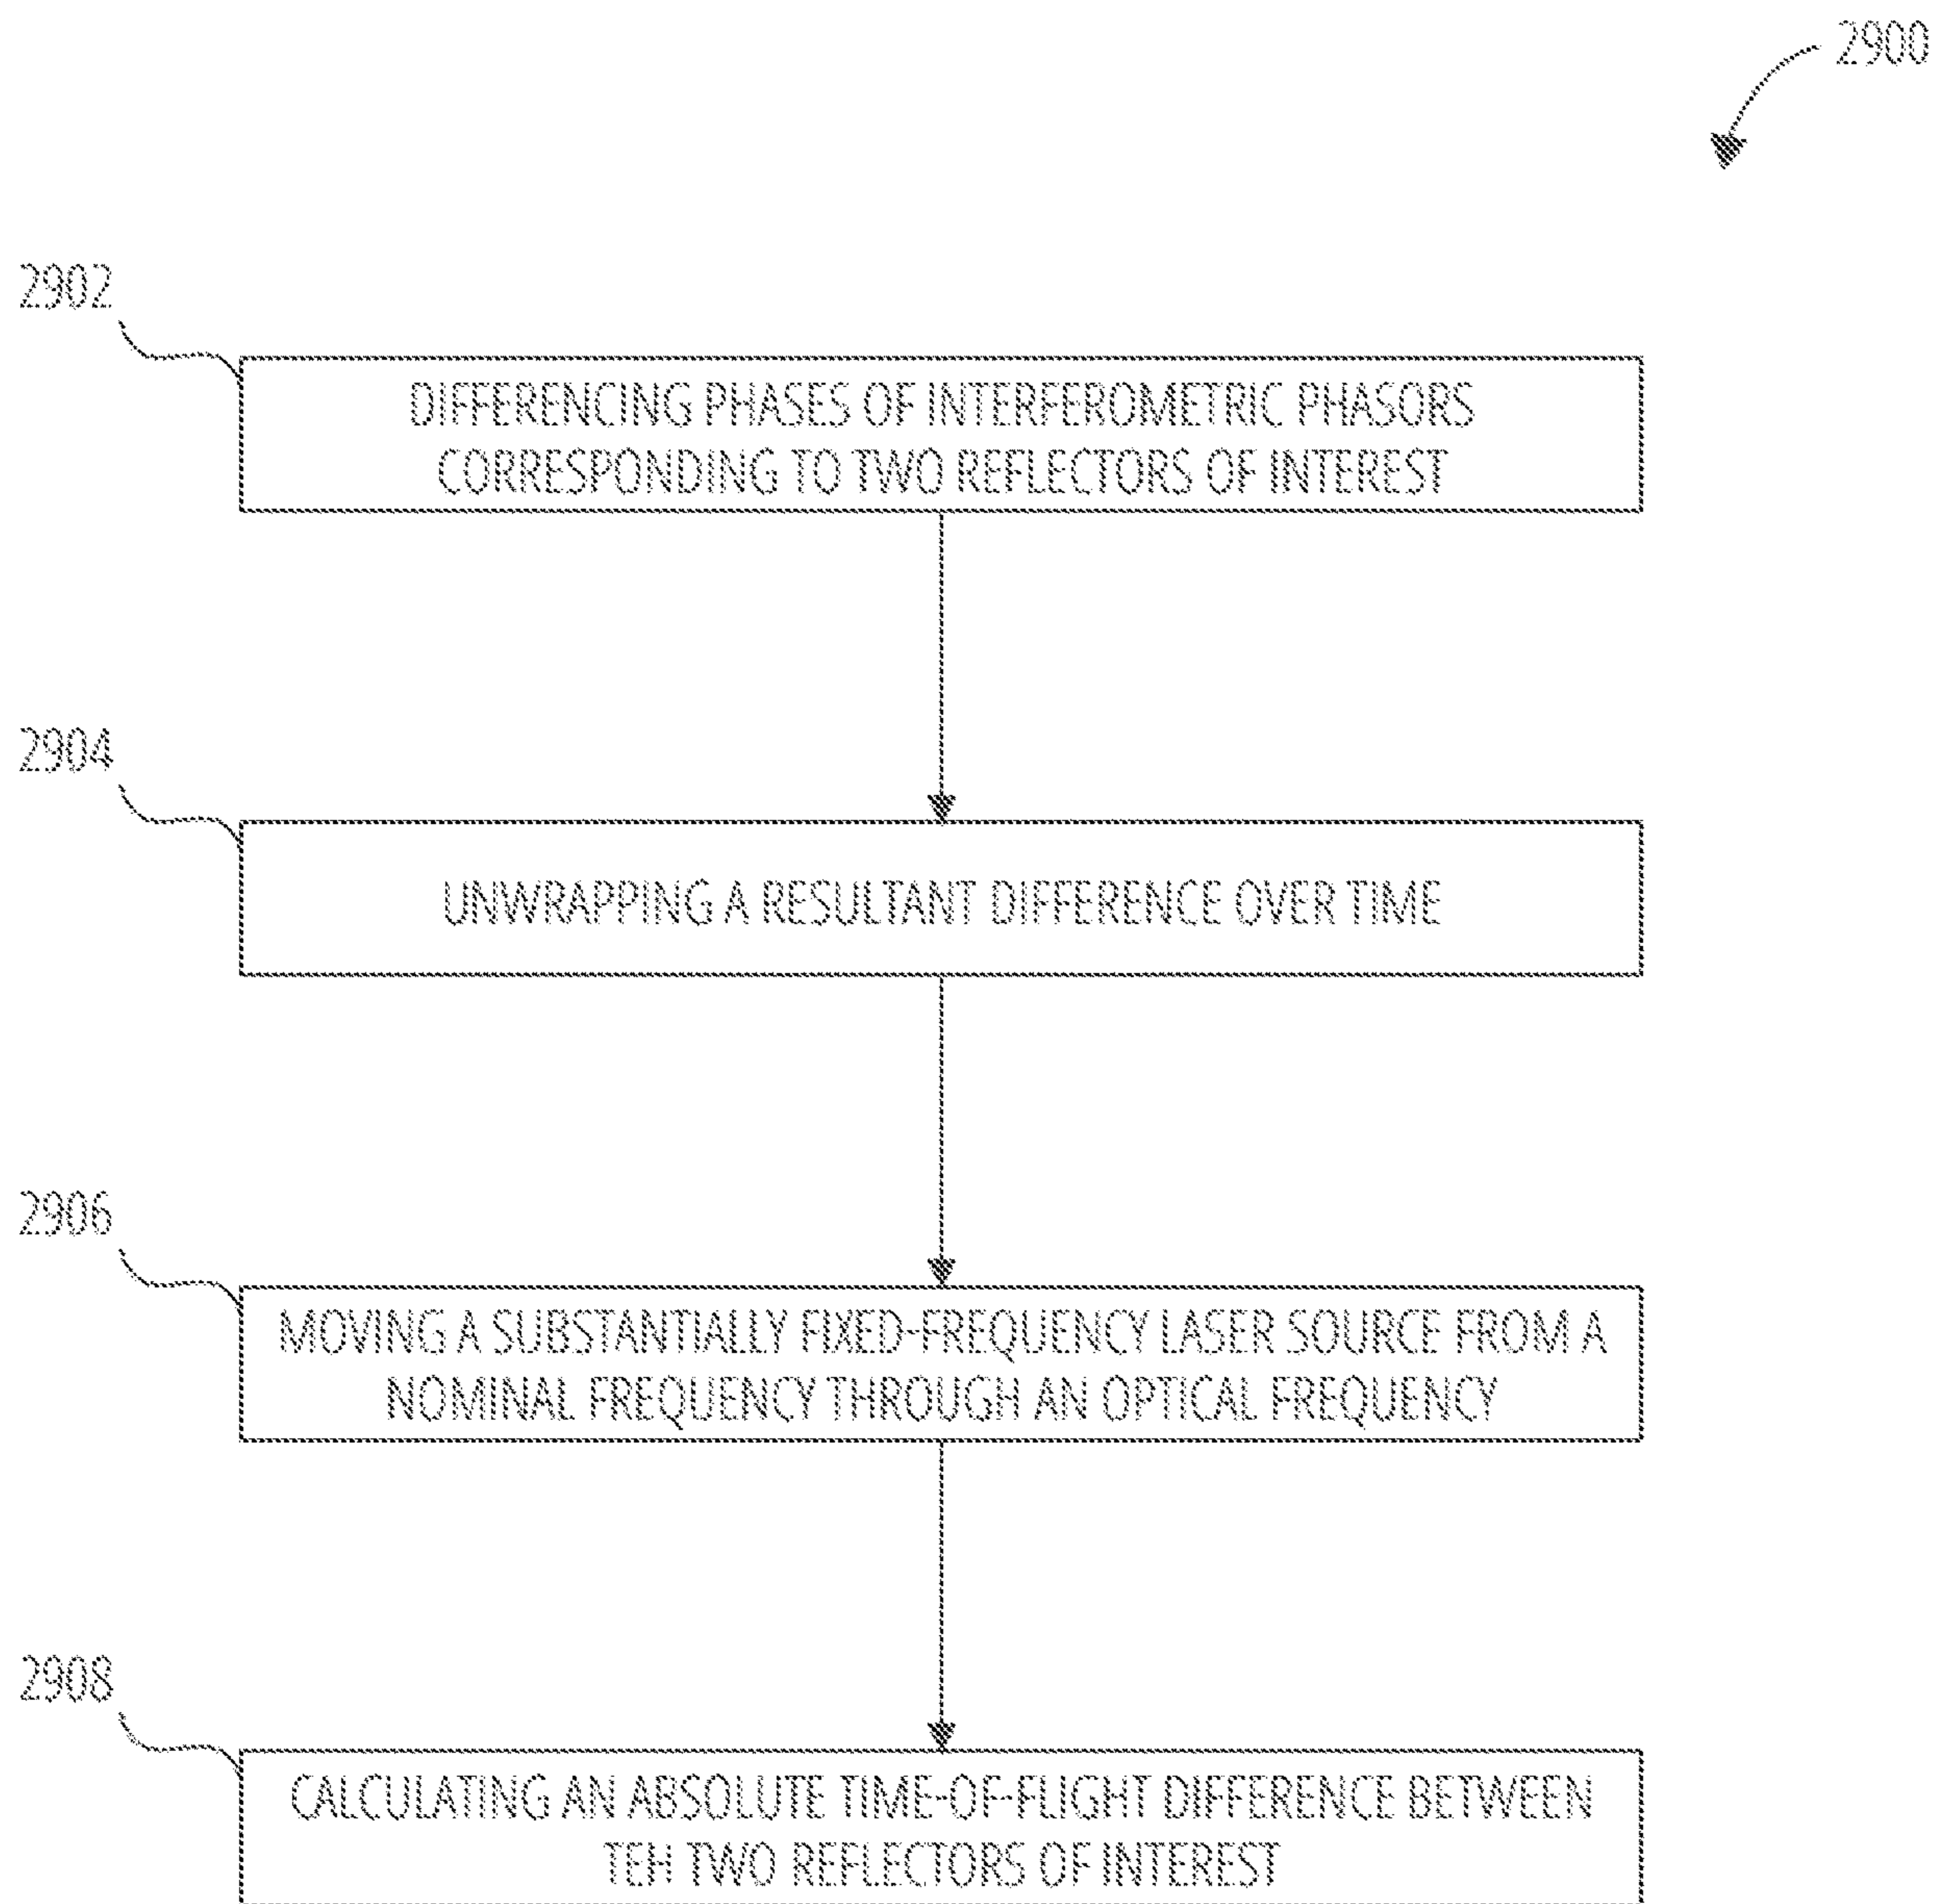 2900
2902
DIFFERENCING PHASES OF INTERFEROMETRIC PHASORS
CORRESPONDING TO TWO REFLECTORS OF INTEREST
2904
UNWRAPPING A RESULTANT DIFFERENCE OVER TIME
2906
MOVING A SUBSTANTIALLY FIXED-FREQUENCY LASER SOURCE FROM A
NOMINAL FREQUENCY THROUGH AN OPTICAL FREQUENCY
2908
CALCULATING AN ABSOLUTE TIME-OF-FLIGHT DIFFERENCE BETWEEN
TEH TWO REFLECTORS OF INTEREST